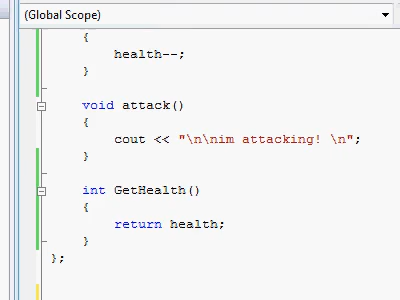 (Global Scope)
{
health--;
}
void attack()
{
cout << "\n\nim attacking! \n";
}
int GetHealth()
{
return health;
}
};